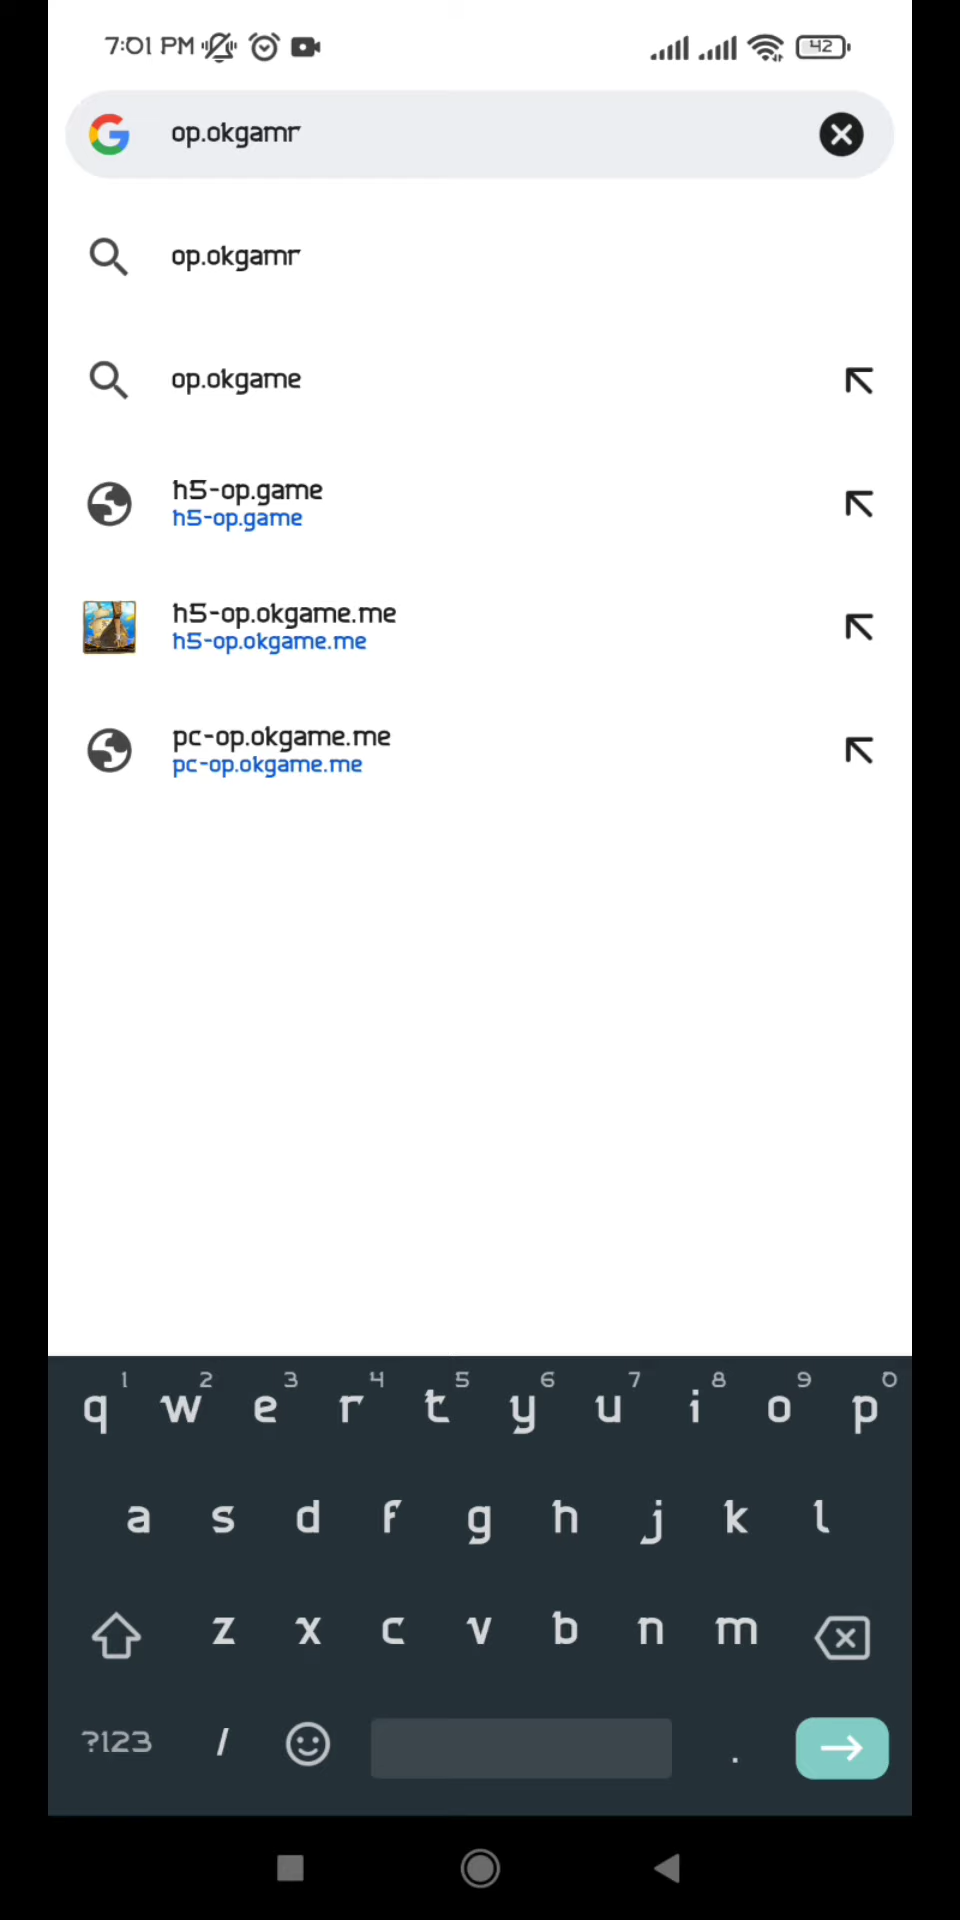 7:01 PM
42
op.okgamr
op.okgamr
op.okgame
h5-op.game
h5-op.game
h5-op.okgame.me
h5-op.okgame.me
pc-op.okgame.me
pc-op.okgame.me
1 2 3 4 5 6 7 8 9 0
q w e r t y u i o p
a s d f g h j k l
z x c v b n m
?123 / .